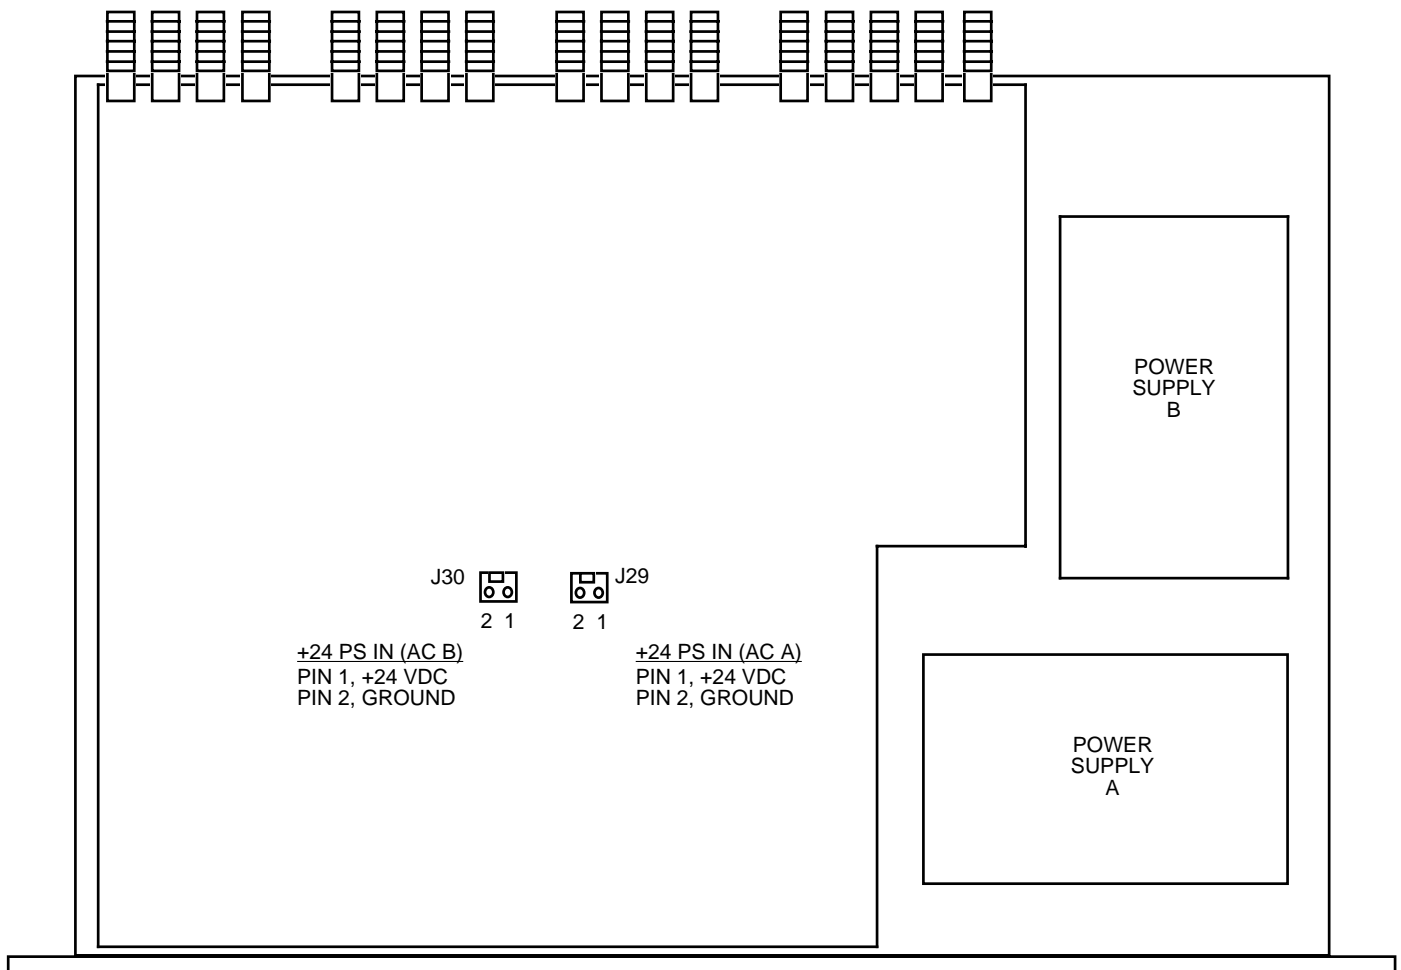 POWER
SUPPLY
B
J30
J29
2 1
2 1
+24 PS IN (AC B)
PIN 1, +24 VDC
PIN 2, GROUND
+24 PS IN (AC A)
PIN 1, +24 VDC
PIN 2, GROUND
POWER
SUPPLY
A